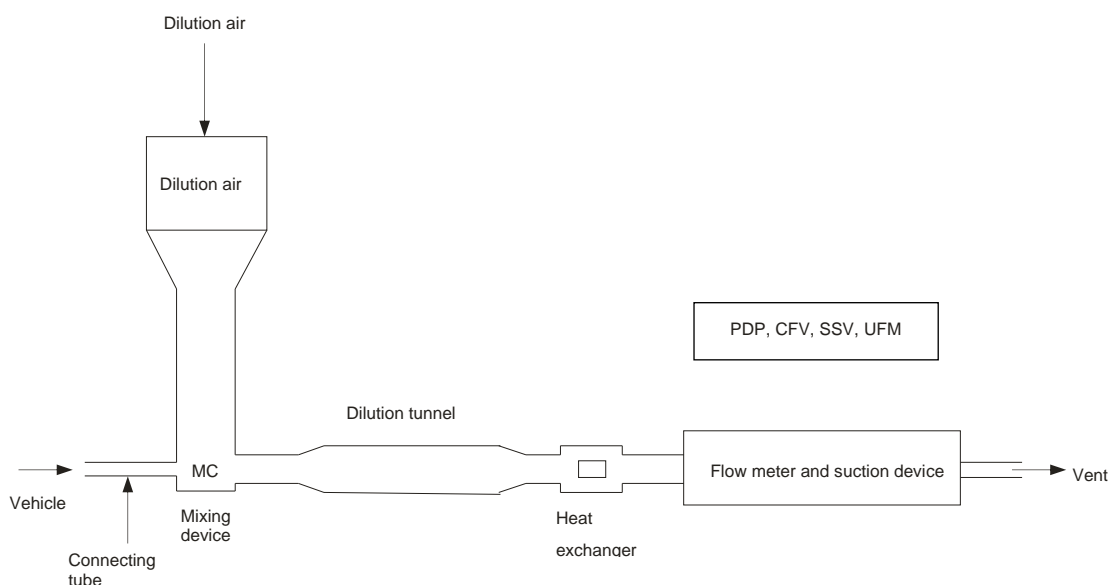 Dilution air
Dilution air
PDP, CFV, SSV, UFM
Dilution tunnel
MC
Flow meter and suction device
Vent
Vehicle
Mixing
device
Heat
exchanger
Connecting
tube